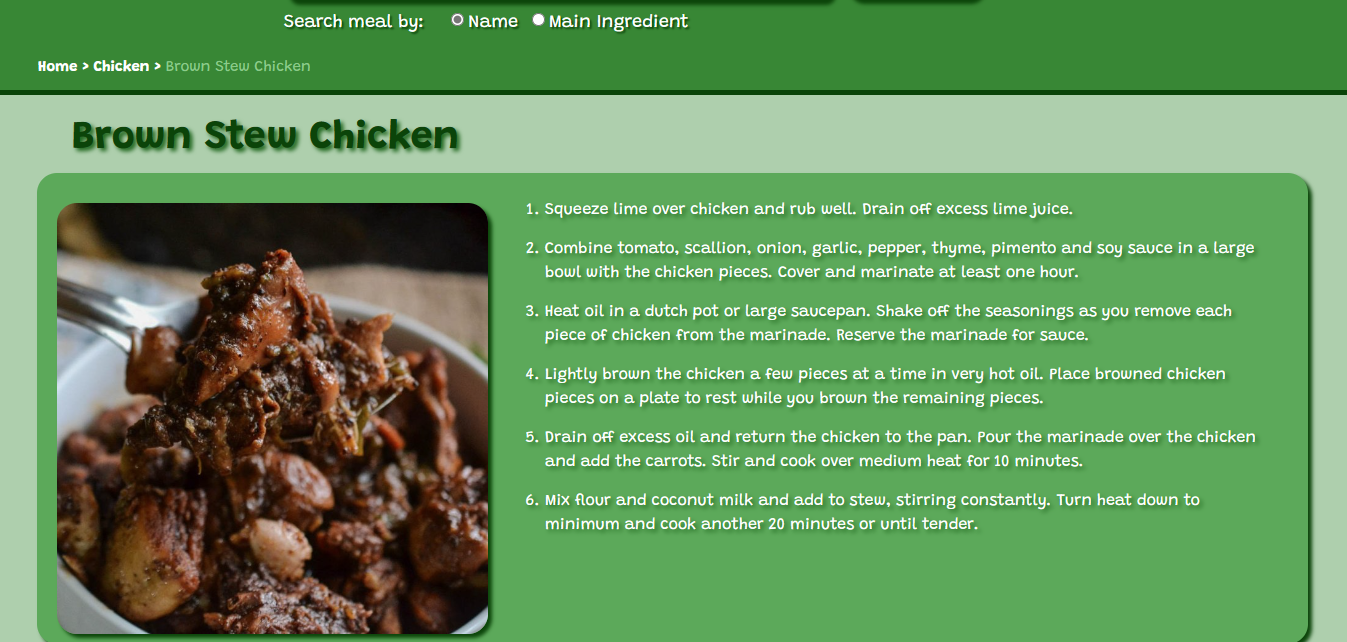 Search meal by: Name Main Ingredient
Home > Chicken > Brown Stew Chicken
Brown Stew Chicken
1. Squeeze lime over chicken and rub well. Drain off excess lime juice.
2. Combine tomato, scallion, onion, garlic, pepper, thyme, pimento and soy sauce in a large
bowl with the chicken pieces. Cover and marinate at least one hour.
3. Heat oil in a dutch pot or large saucepan. Shake off the seasonings as you remove each
piece of chicken from the marinade. Reserve the marinade for sauce.
4. Lightly brown the chicken a few pieces at a time in very hot oil. Place browned chicken
pieces on a plate to rest while you brown the remaining pieces.
5. Drain off excess oil and return the chicken to the pan. Pour the marinade over the chicken
and add the carrots. Stir and cook over medium heat for 10 minutes.
6. Mix flour and coconut milk and add to stew, stirring constantly. Turn heat down to
minimum and cook another 20 minutes or until tender.